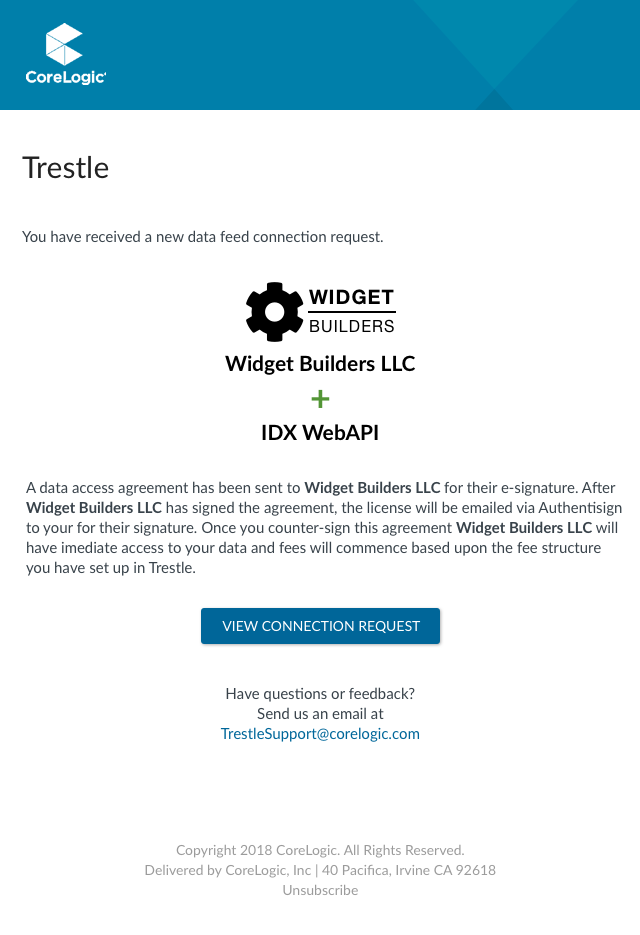 CoreLogic
Trestle
You have received a new data feed connection request.
WIDGET
BUILDERS
Widget Builders LLC
+
IDX WebAPI
A data access agreement has been sent to Widget Builders LLC for their e-signature. After
Widget Builders LLC has signed the agreement, the license will be emailed via Authentisign
to your for their signature. Once you counter-sign this agreement Widget Builders LLC will
have imediate access to your data and fees will commence based upon the fee structure
you have set up in Trestle.
VIEW CONNECTION REQUEST
Have questions or feedback?
Send us an email at
TrestleSupport@corelogic.com
Copyright 2018 CoreLogic. All Rights Reserved.
Delivered by CoreLogic, Inc | 40 Pacifica, Irvine CA 92618
Unsubscribe